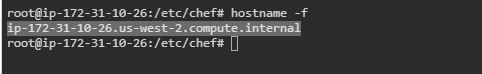 root@ip-172-31-10-26:/etc/chef# hostname -f
ip-172-31-10-26.us-west-2.compute.internal
root@ip-172-31-10-26:/etc/chef#